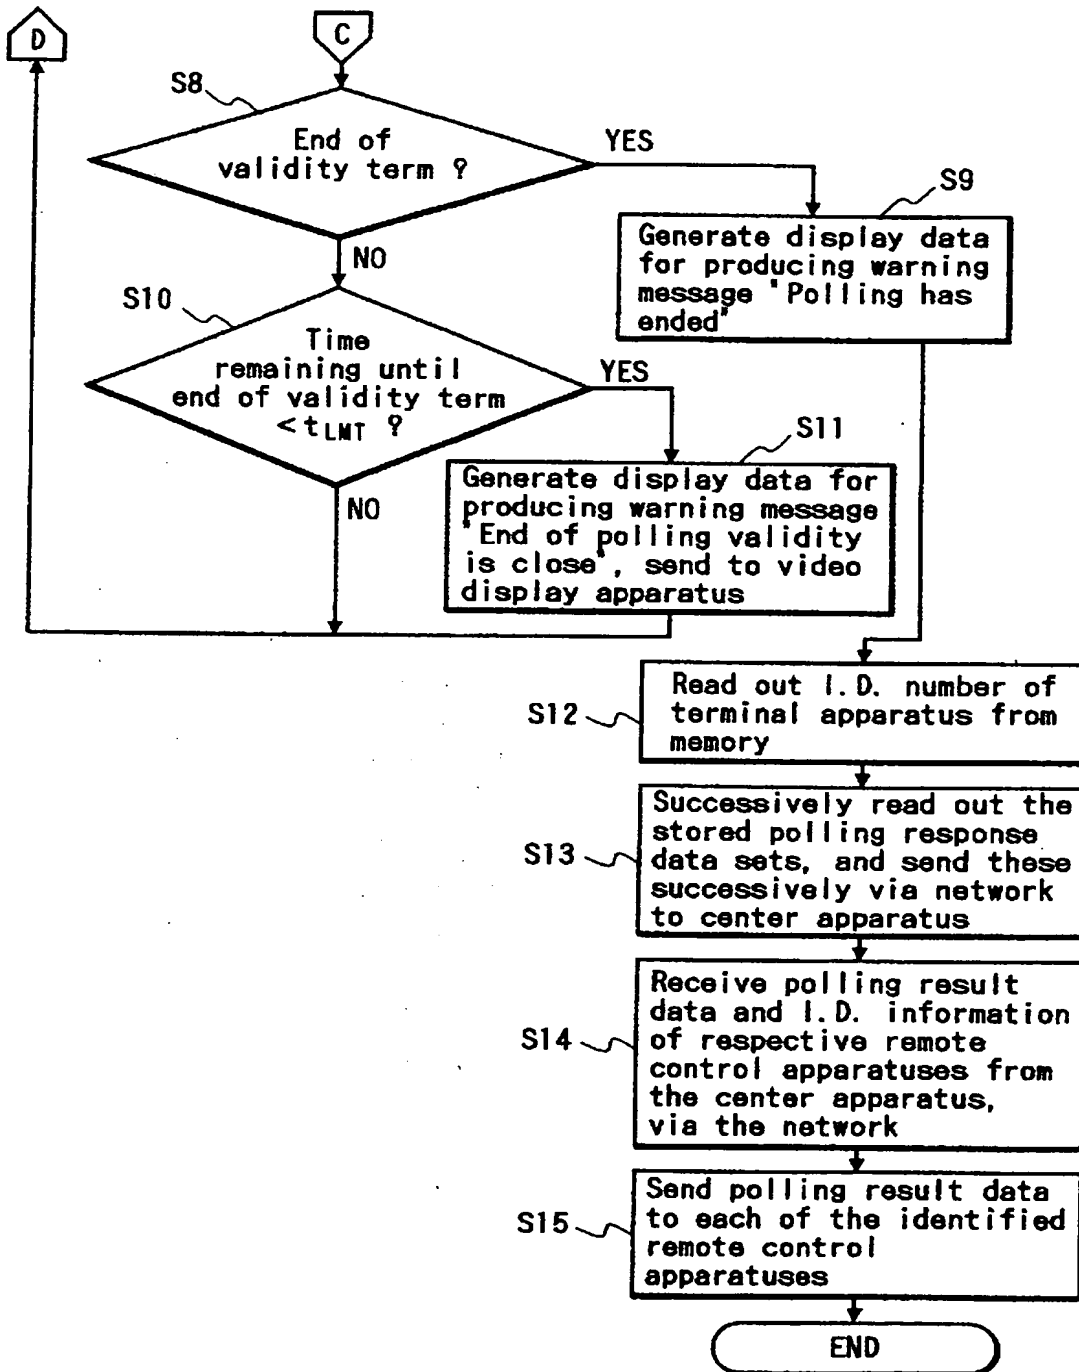 D
C
S8
End of
validity term ?
YES
NO
S9
Generate display data
for producing warning
message "Polling has
ended"
S10
Time
remaining until
end of validity term
< tLMT ?
YES
NO
S11
Generate display data for
producing warning message
"End of polling validity
is close", send to video
display apparatus
S12
Read out I.D. number of
terminal apparatus from
memory
S13
Successively read out the
stored polling response
data sets, and send these
successively via network
to center apparatus
S14
Receive polling result
data and I.D. information
of respective remote
control apparatuses from
the center apparatus,
via the network
S15
Send polling result data
to each of the identified
remote control
apparatuses
END